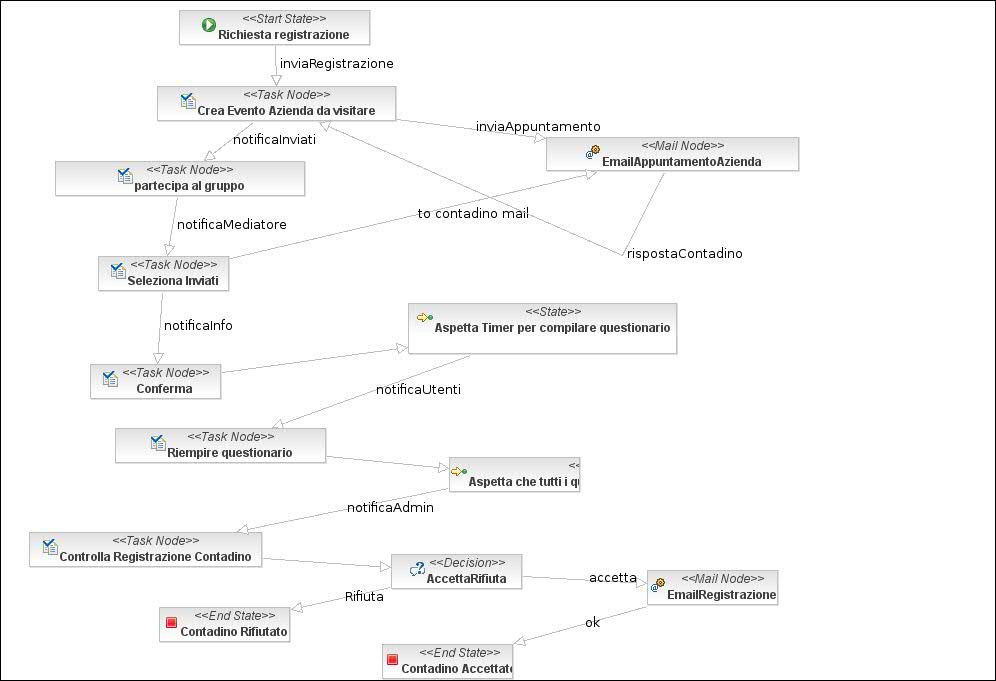 <<Start State>>
Richiesta registrazione
inviaRegistrazione
<<Task Node>>
Crea Evento Azienda da visitare
inviaAppuntamento
notificaInviati
<<Mail Node>>
EmailAppuntamentoAzienda
<<Task Node>>
partecipa al gruppo
to contadino mail
notificaMediatore
rispostaContadino
<<Task Node>>
Seleziona Inviati
<<State>>
Aspetta Timer per compilare questionario
notificaInfo
<<Task Node>>
Conferma
notificaUtenti
<<Task Node>>
Riempire questionario
<<
Aspetta che tutti i q
notificaAdmin
<<Task Node>>
Controlla Registrazione Contadino
<<Decision>>
AccettaRifiuta
accetta
<<Mail Node>>
EmailRegistrazione
Rifiuta
<<End State>>
Contadino Rifiutato
ok
<<End State>>
Contadino Accettato